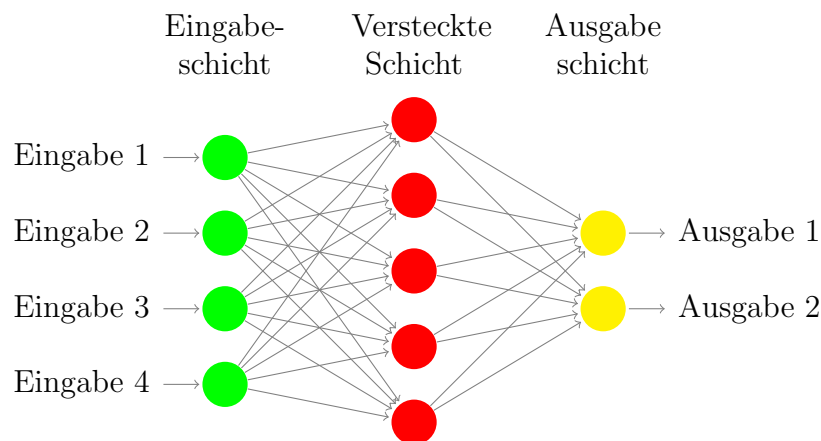 Eingabe-
schicht
Versteckte
Schicht
Ausgabe
schicht
Eingabe 1
Eingabe 2
Eingabe 3
Eingabe 4
Ausgabe 1
Ausgabe 2